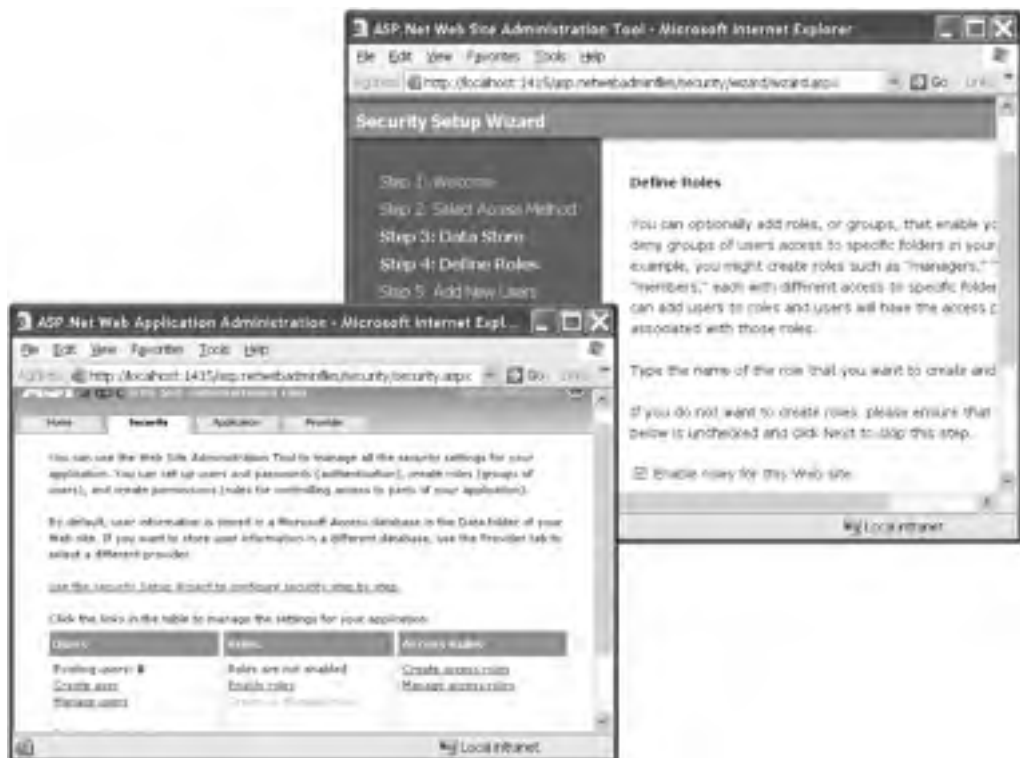 ASP.Net Web Site Administration Tool - Microsoft Internet Explorer
File Edit View Favorites Tools Help
Address http://localhost:1415/asp.netwebadminfiles/security/wizard/wizard.aspx Go Links
Security Setup Wizard
Step 1: Welcome
Step 2: Select Access Method
Step 3: Data Store
Step 4: Define Roles
Step 5: Add New Users
Define Roles
You can optionally add roles, or groups, that enable yo
deny groups of users access to specific folders in your
example, you might create roles such as "managers," "
"members," each with different access to specific folde
can add users to roles and users will have the access p
associated with those roles.
Type the name of the role that you want to create and
If you do not want to create roles, please ensure that
below is unchecked and click Next to skip this step.
Enable roles for this Web site.
Local intranet
ASP.Net Web Application Administration - Microsoft Internet Expl...
File Edit View Favorites Tools Help
Address http://localhost:1415/asp.netwebadminfiles/security/security.aspx Go Links
Home Security Application Provider
You can use the Web Site Administration Tool to manage all the security settings for your
application. You can set up users and passwords (authentication), create roles (groups of
users), and create permissions (rules for controlling access to parts of your application).
By default, user information is stored in a Microsoft Access database in the Data folder of your
Web site. If you want to store user information in a different database, use the Provider tab to
select a different provider.
Use the security Setup Wizard to configure security step by step.
Click the links in the table to manage the settings for your application.
Users Roles Access Rules
Existing users: 0 Roles are not enabled Create access rules
Create user Enable roles Manage access rules
Manage users
Local intranet